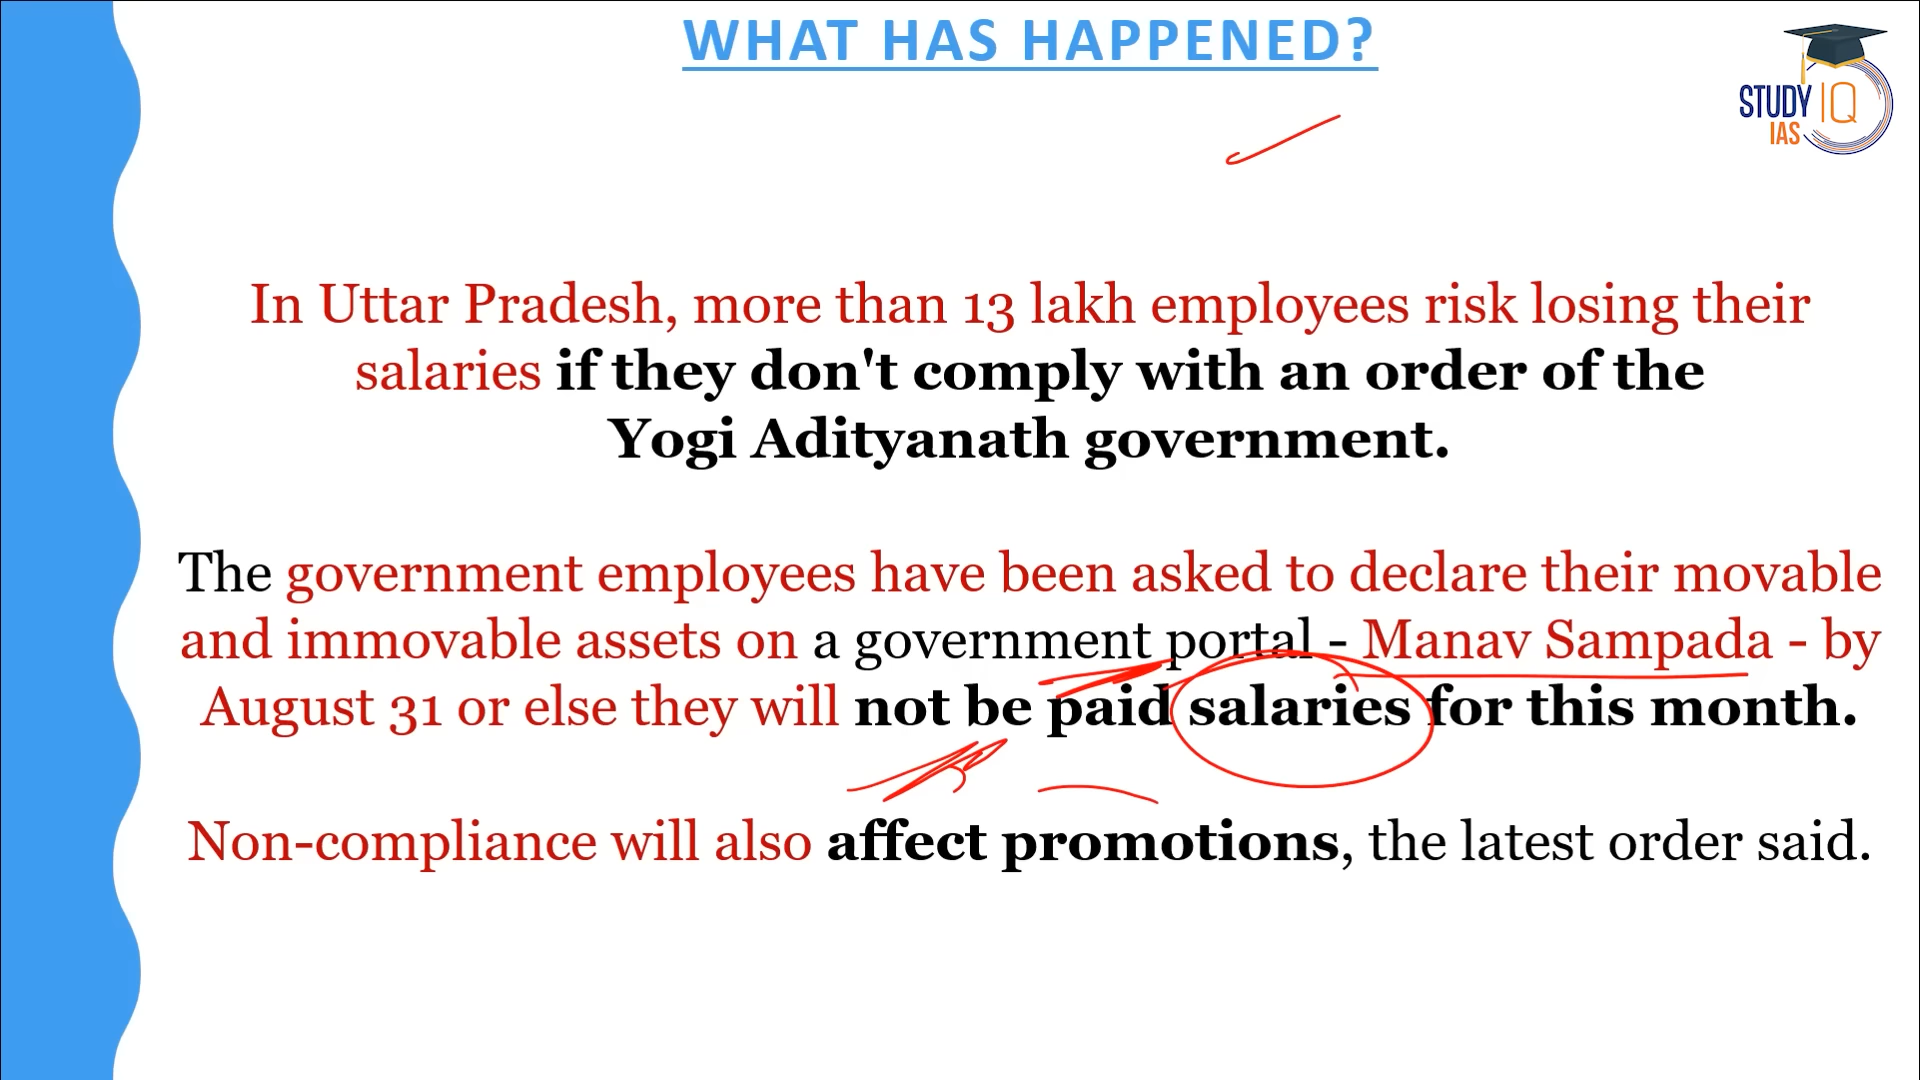 WHAT HAS HAPPENED?
STUDY IQ
IAS
In Uttar Pradesh, more than 13 lakh employees risk losing their
salaries if they don't comply with an order of the
Yogi Adityanath government.
The government employees have been asked to declare their movable
and immovable assets on a government portal - Manav Sampada - by
August 31 or else they will not be paid salaries for this month.
Non-compliance will also affect promotions, the latest order said.